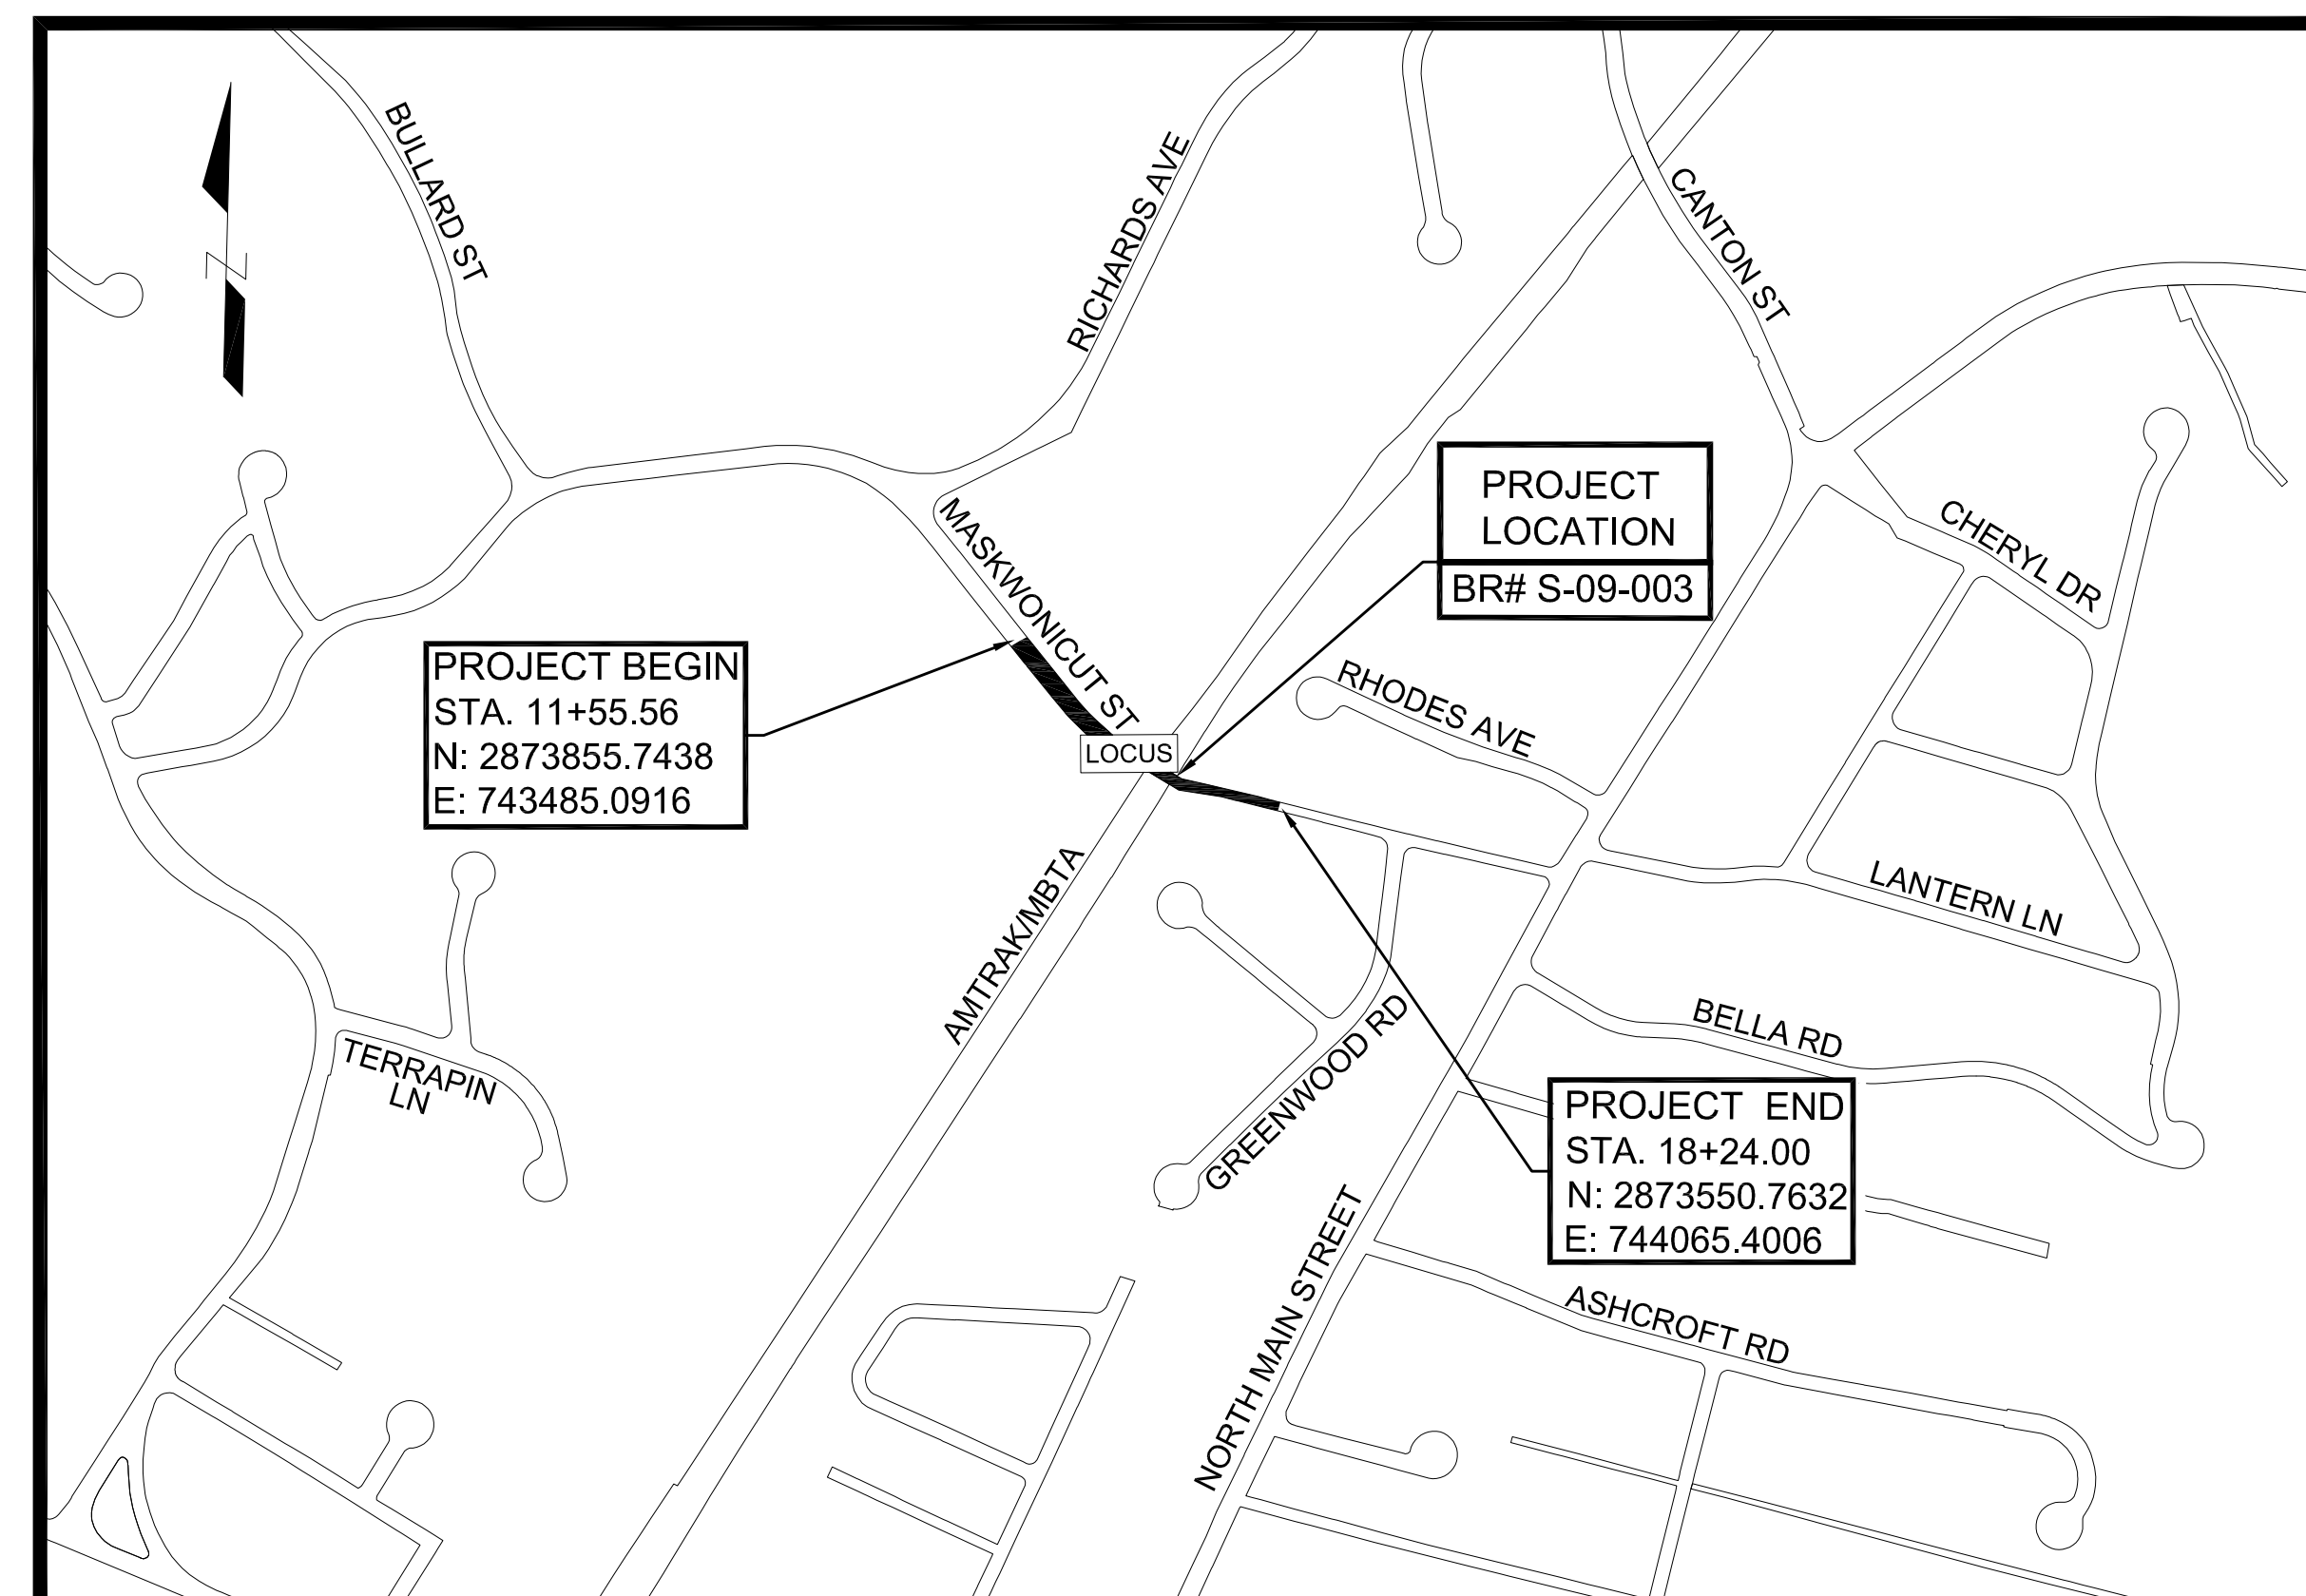 BULLARD ST
RICHARDS AVE
CANTON ST
N
PROJECT
LOCATION
BR# S-09-003
MASKWONICUT ST
CHERYL DR
PROJECT BEGIN
STA. 11+55.56
N: 2873855.7438
E: 743485.0916
RHODES AVE
LOCUS
AMTRAK/MBTA
LANTERN LN
BELLA RD
TERRAPIN
LN
GREENWOOD RD
PROJECT END
STA. 18+24.00
N: 2873550.7632
E: 744065.4006
NORTH MAIN STREET
ASHCROFT RD